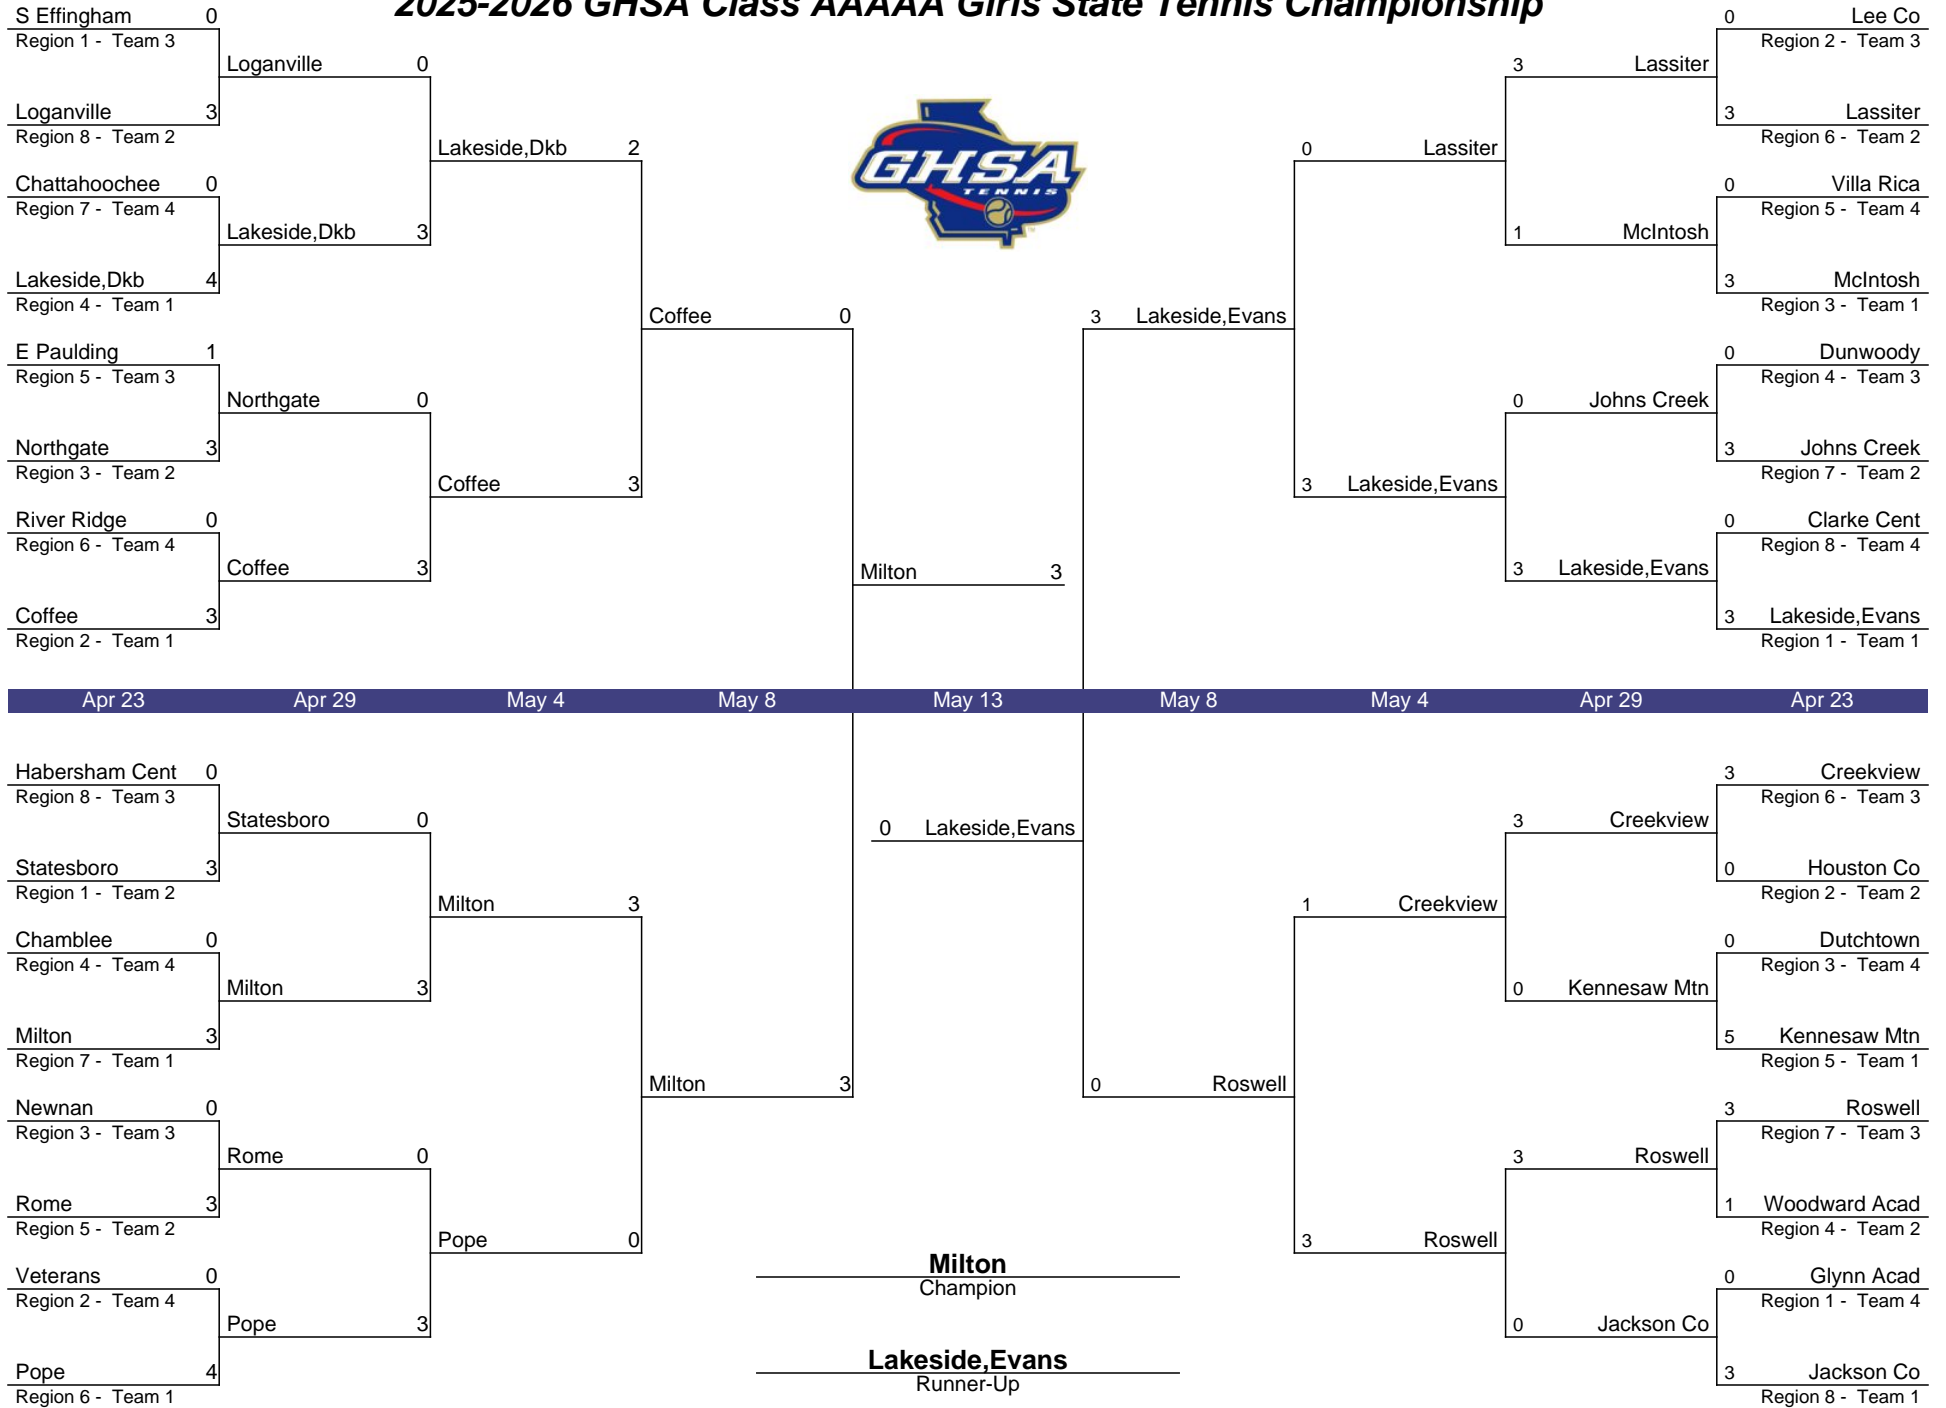 2025-2026 GHSA Class AAAAA Girls State Tennis Championship
S Effingham 0
Region 1 - Team 3
Loganville 0
Loganville 3
Region 8 - Team 2
Lakeside,Dkb 2
Chattahoochee 0
Region 7 - Team 4
Lakeside,Dkb 3
Lakeside,Dkb 4
Region 4 - Team 1
Coffee 0
E Paulding 1
Region 5 - Team 3
Northgate 0
Northgate 3
Region 3 - Team 2
Coffee 3
River Ridge 0
Region 6 - Team 4
Coffee 3
Coffee 3
Region 2 - Team 1
Milton 3
GHSA
TENNIS
0 Lee Co
Region 2 - Team 3
3 Lassiter
3 Lassiter
Region 6 - Team 2
0 Lassiter
0 Villa Rica
Region 5 - Team 4
1 McIntosh
3 McIntosh
Region 3 - Team 1
3 Lakeside,Evans
0 Dunwoody
Region 4 - Team 3
0 Johns Creek
3 Johns Creek
Region 7 - Team 2
3 Lakeside,Evans
0 Clarke Cent
Region 8 - Team 4
3 Lakeside,Evans
3 Lakeside,Evans
Region 1 - Team 1
Apr 23 Apr 29 May 4 May 8 May 13 May 8 May 4 Apr 29 Apr 23
Habersham Cent 0
Region 8 - Team 3
Statesboro 0
Statesboro 3
Region 1 - Team 2
Milton 3
Chamblee 0
Region 4 - Team 4
Milton 3
Milton 3
Region 7 - Team 1
Milton 3
Newnan 0
Region 3 - Team 3
Rome 0
Rome 3
Region 5 - Team 2
Pope 0
Veterans 0
Region 2 - Team 4
Pope 3
Pope 4
Region 6 - Team 1
0 Lakeside,Evans
3 Creekview
Region 6 - Team 3
3 Creekview
0 Houston Co
Region 2 - Team 2
1 Creekview
0 Dutchtown
Region 3 - Team 4
0 Kennesaw Mtn
5 Kennesaw Mtn
Region 5 - Team 1
0 Roswell
3 Roswell
Region 7 - Team 3
3 Roswell
1 Woodward Acad
Region 4 - Team 2
3 Roswell
0 Glynn Acad
Region 1 - Team 4
0 Jackson Co
3 Jackson Co
Region 8 - Team 1
Milton
Champion
Lakeside,Evans
Runner-Up